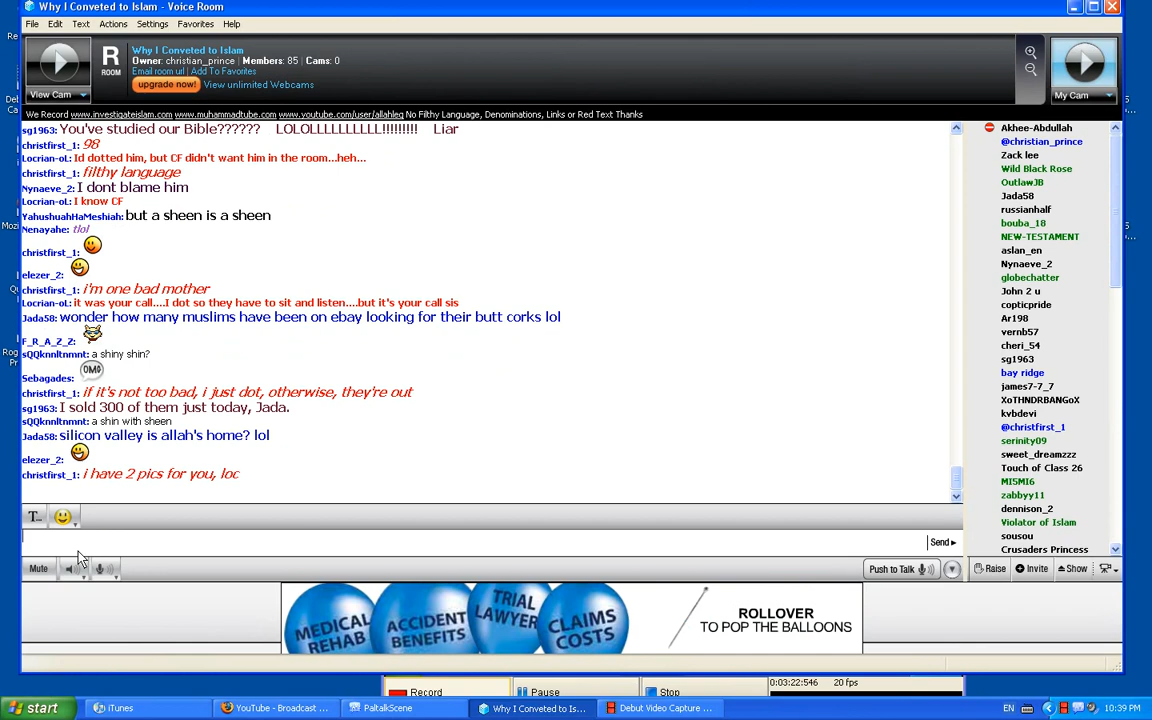 Why I Conveted to Islam - Voice Room
File Edit Text Actions Settings Favorites Help
R ROOM
Why I Conveted to Islam
Owner: christian_prince | Members: 85 | Cams: 0
Email room url | Add To Favorites
upgrade now! View unlimited Webcams
View Cam
My Cam
We Record www.investigateislam.com www.muhammadtube.com www.youtube.com/user/allahleg No Filthy Language, Denominations, Links or Red Text Thanks
sg1963: You've studied our Bible?????? LOLOLLLLLLLLLL!!!!!!!!! Liar
christfirst_1: 98
Locrian-oL: Id dotted him, but CF didn't want him in the room...heh...
christfirst_1: filthy language
Nynaeve_2: I dont blame him
Locrian-oL: I know CF
YahushuahHaMeshiah: but a sheen is a sheen
Nenayahe: tlol
christfirst_1:
elezer_2:
christfirst_1: i'm one bad mother
Locrian-oL: it was your call....I dot so they have to sit and listen....but it's your call sis
Jada58: wonder how many muslims have been on ebay looking for their butt corks lol
F_R_A_Z_Z:
sQQknnltnmnt: a shiny shin?
OMG
Sebagades:
christfirst_1: if it's not too bad, i just dot, otherwise, they're out
sg1963: I sold 300 of them just today, Jada.
sQQknnltnmnt: a shin with sheen
Jada58: silicon valley is allah's home? lol
elezer_2:
christfirst_1: i have 2 pics for you, loc
Akhee-Abdullah
@christian_prince
Zack lee
Wild Black Rose
OutlawJB
Jada58
russianhalf
bouba_18
NEW-TESTAMENT
aslan_en
Nynaeve_2
globechatter
John 2 u
copticpride
Ar198
vernb57
cheri_54
sg1963
bay ridge
james7-7_7
XoTHNDRBANGoX
kvbdevi
@christfirst_1
serinity09
sweet_dreamzzz
Touch of Class 26
MI5MI6
zabbyy11
dennison_2
Violator of Islam
sousou
Crusaders Princess
T...
Send
Mute
Push to Talk
Raise Invite Show
MEDICAL REHAB
ACCIDENT BENEFITS
TRIAL LAWYER
CLAIMS COSTS
ROLLOVER
TO POP THE BALLOONS
Record Pause Stop 0:03:22:546 20 fps
start iTunes YouTube - Broadcast ... PaltalkScene Why I Conveted to Is... Debut Video Capture ... EN 10:39 PM